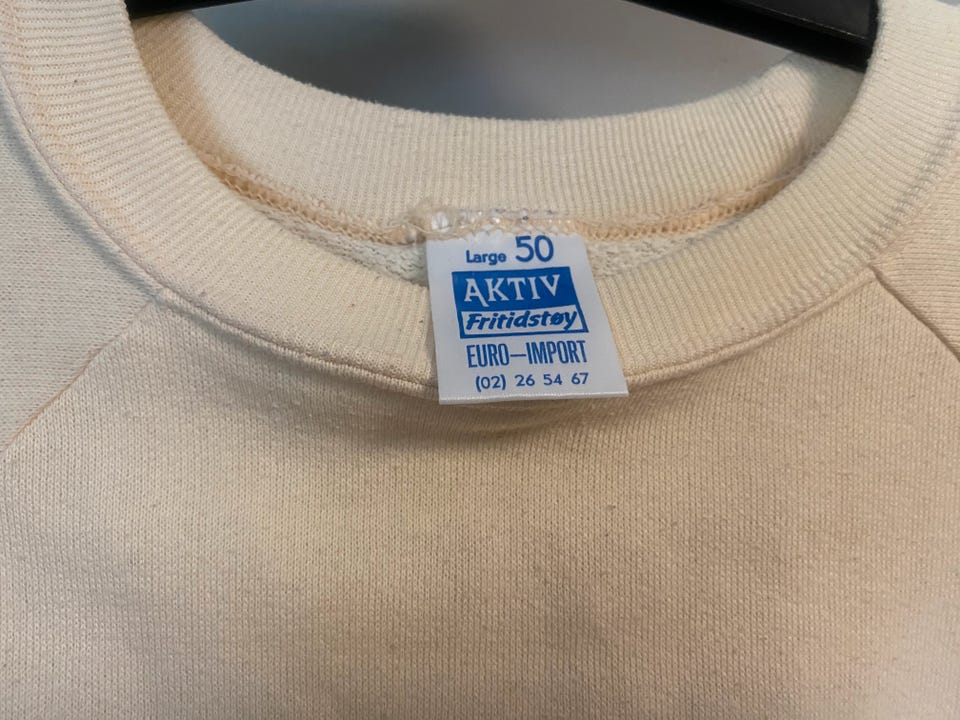 Large 50
AKTIV
Fritidstøy
EURO—IMPORT
(02) 26 54 67